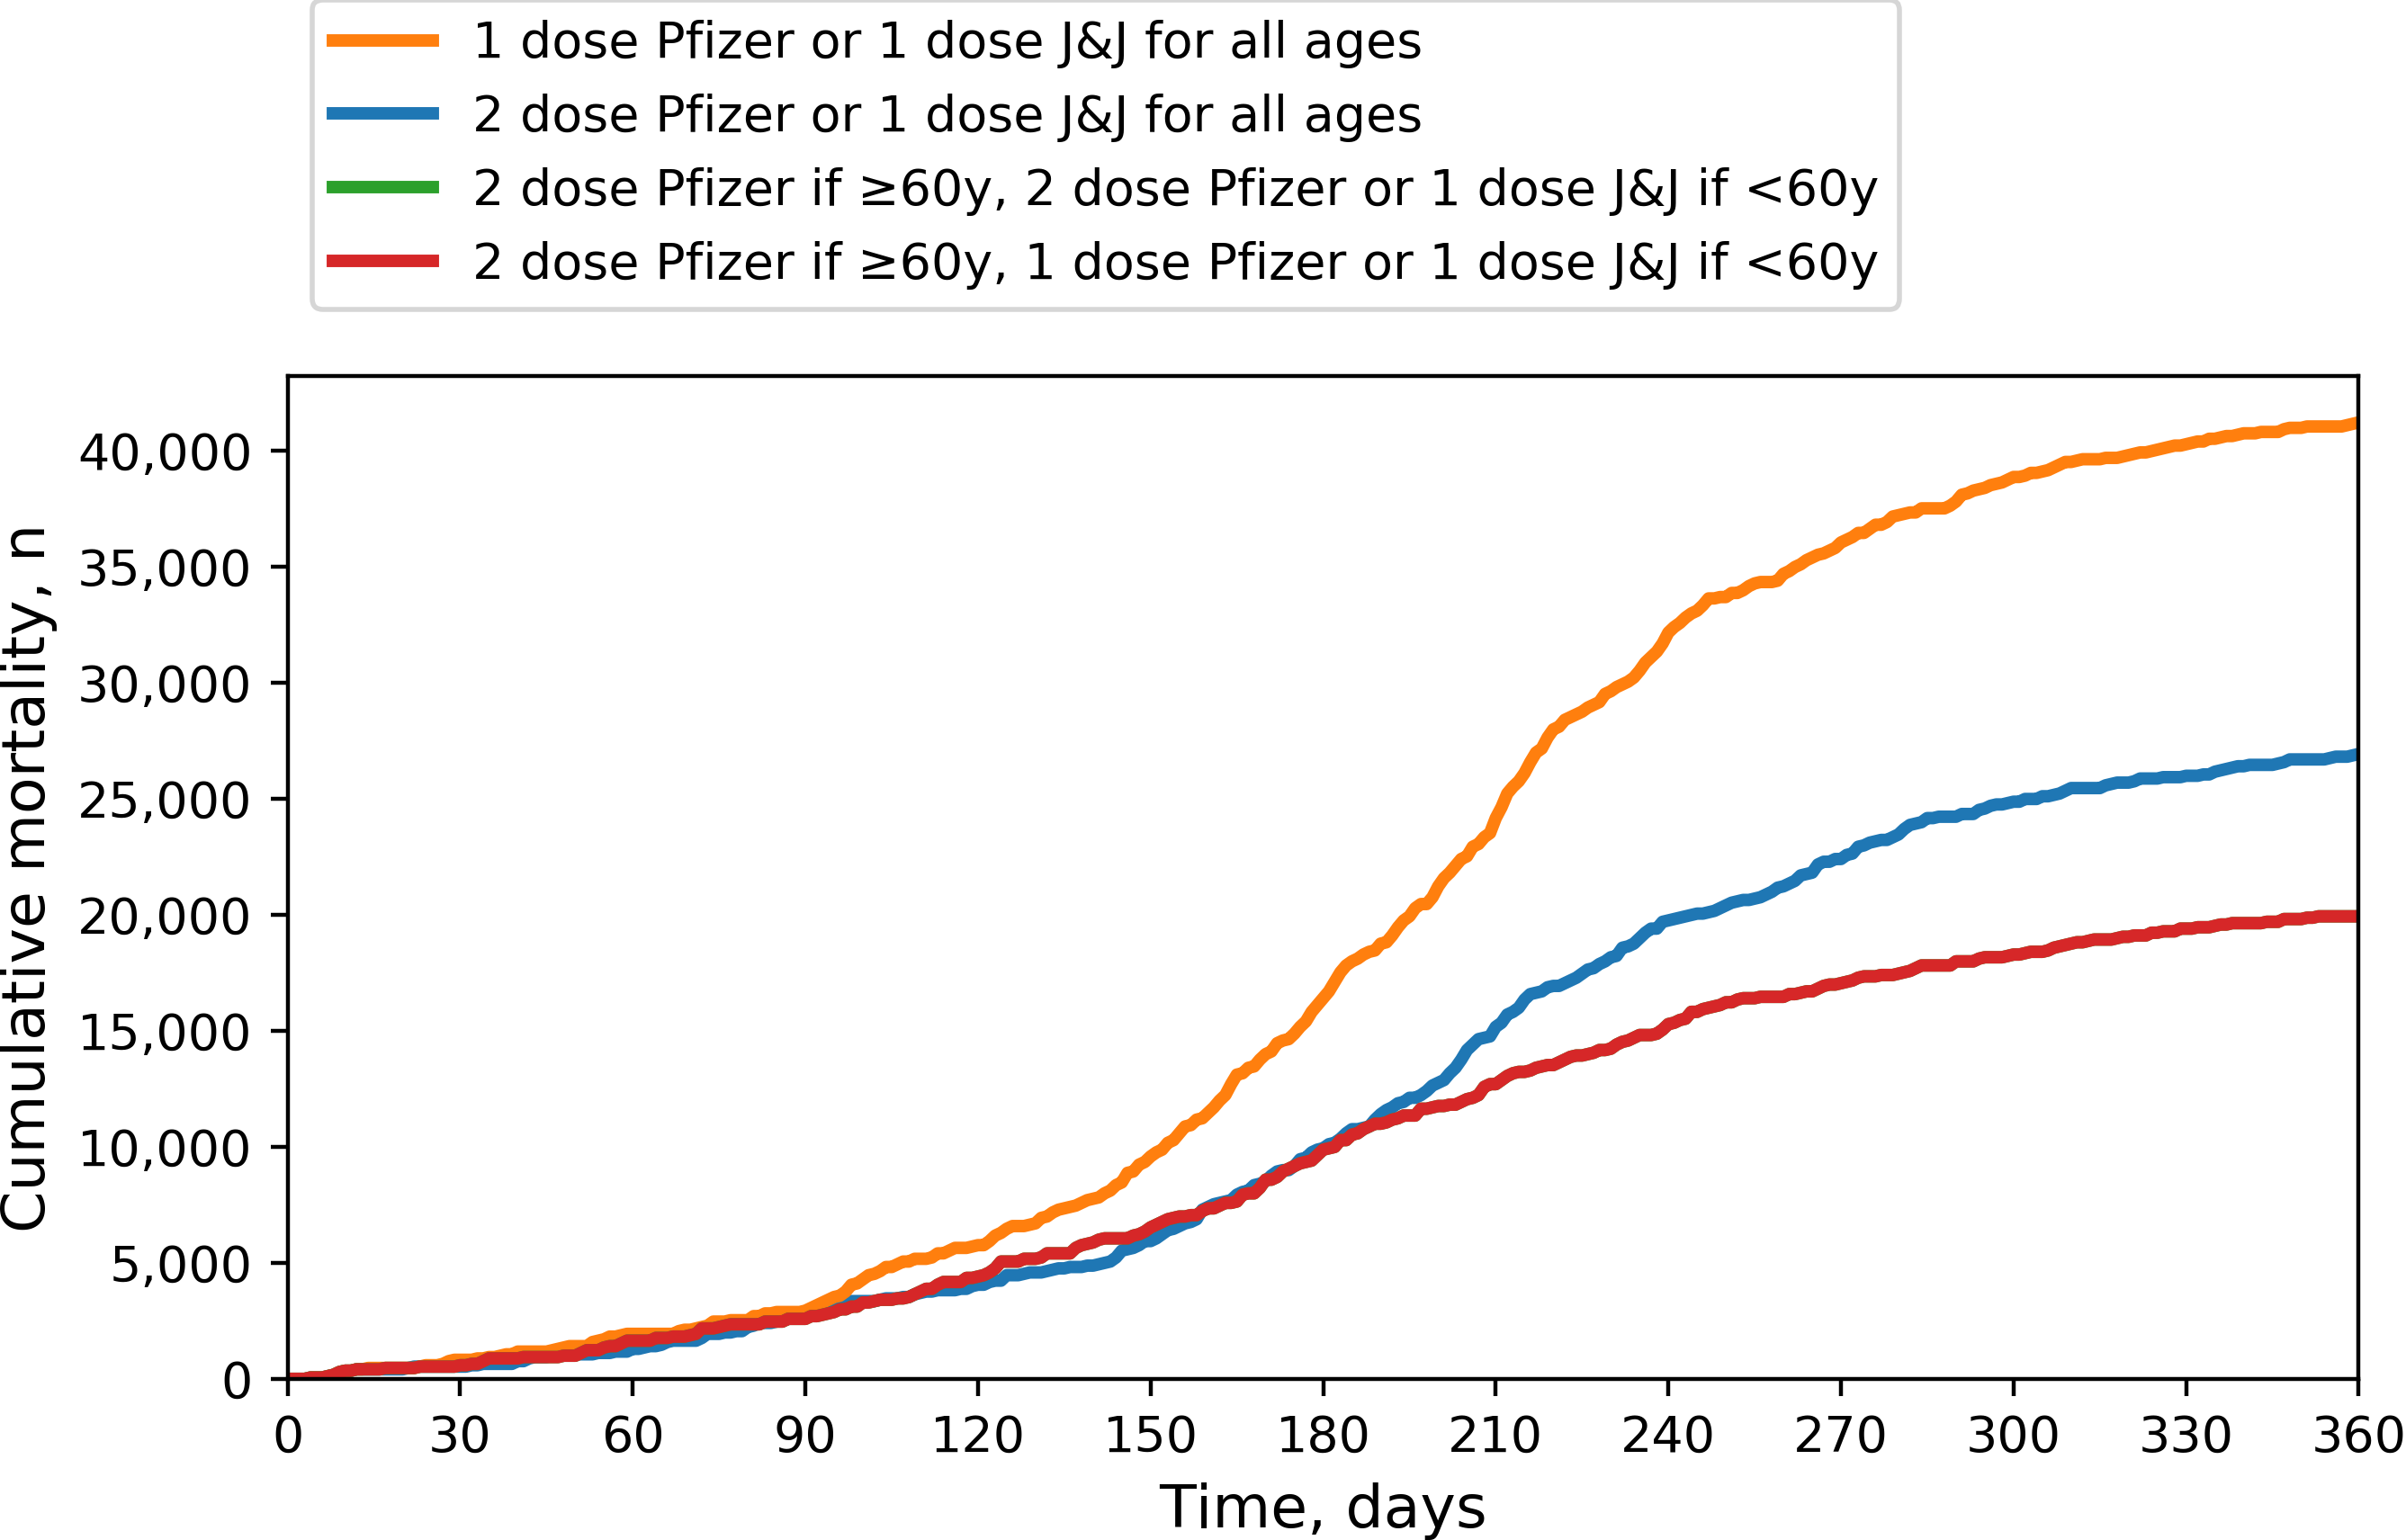 1 dose Pfizer or 1 dose J&J for all ages
2 dose Pfizer or 1 dose J&J for all ages
2 dose Pfizer if ≥60y, 2 dose Pfizer or 1 dose J&J if <60y
2 dose Pfizer if ≥60y, 1 dose Pfizer or 1 dose J&J if <60y
Cumulative mortality, n
40,000
35,000
30,000
25,000
20,000
15,000
10,000
5,000
0
0 30 60 90 120 150 180 210 240 270 300 330 360
Time, days